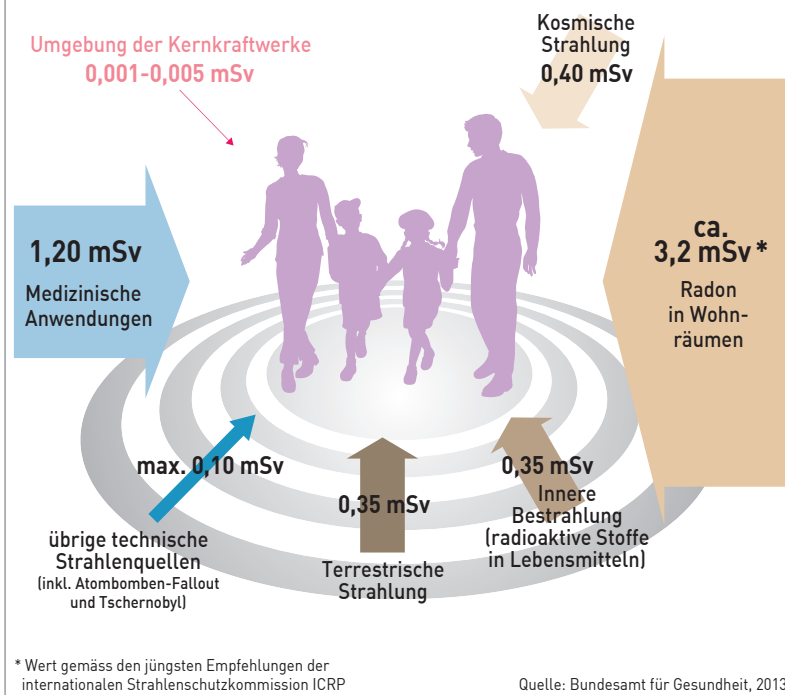 Umgebung der Kernkraftwerke
0,001-0,005 mSv
Kosmische
Strahlung
0,40 mSv
1,20 mSv
Medizinische
Anwendungen
ca.
3,2 mSv *
Radon
in Wohn-
räumen
max. 0,10 mSv
übrige technische
Strahlenquellen
(inkl. Atombomben-Fallout
und Tschernobyl)
0,35 mSv
Terrestrische
Strahlung
0,35 mSv
Innere
Bestrahlung
(radioaktive Stoffe
in Lebensmitteln)
* Wert gemäss den jüngsten Empfehlungen der
internationalen Strahlenschutzkommission ICRP
Quelle: Bundesamt für Gesundheit, 2013